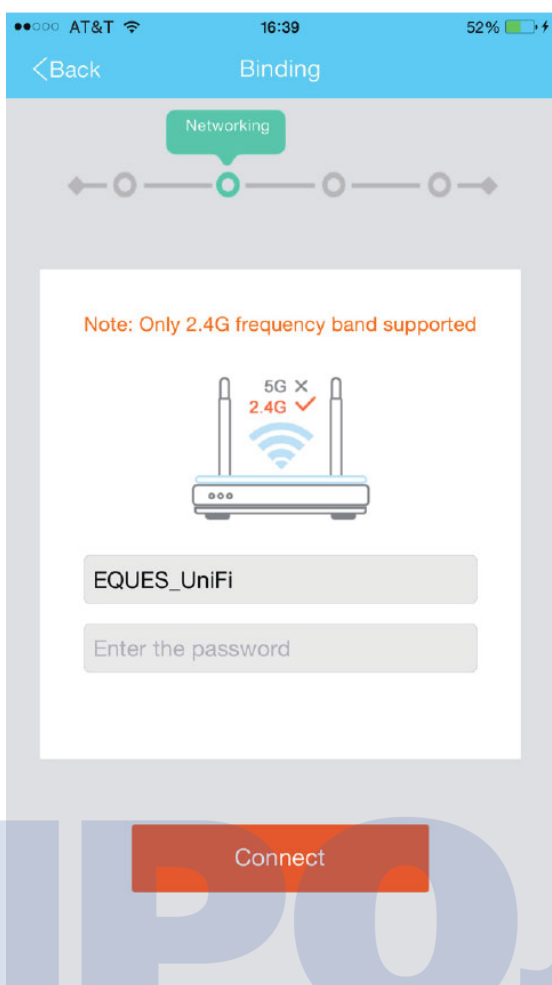 AT&T 16:39 52%
Back Binding
Networking
Note: Only 2.4G frequency band supported
5G
2.4G
EQUES_UniFi
Enter the password
Connect